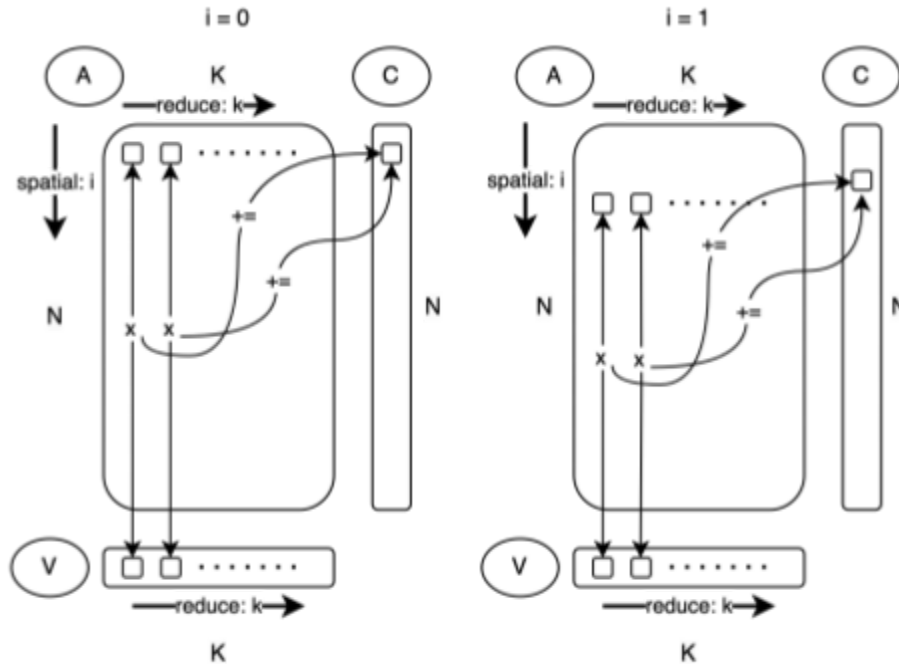 i = 0
A
K
C
reduce: k
spatial: i
+=
+=
N
N
x
x
V
reduce: k
K
i = 1
A
K
C
reduce: k
spatial: i
+=
+=
N
N
x
x
V
reduce: k
K